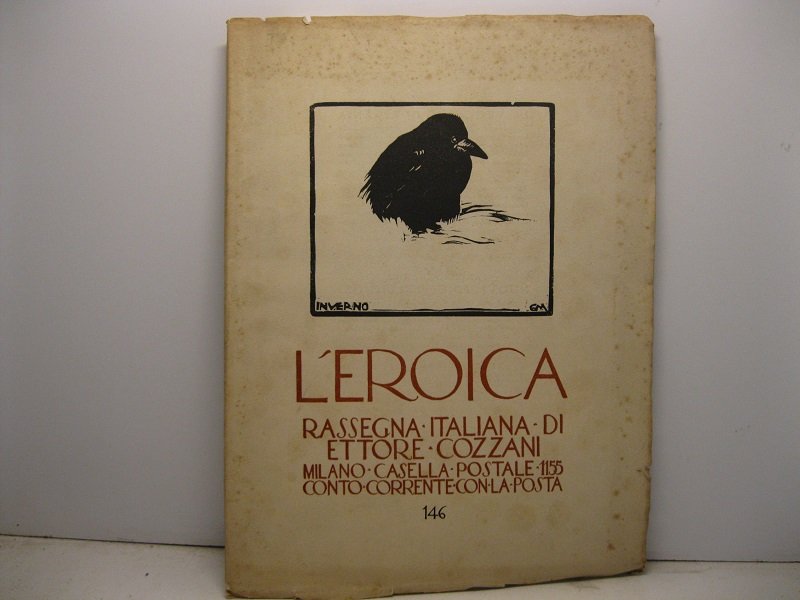 INVERNO GM
L'EROICA
RASSEGNA · ITALIANA · DI
ETTORE · COZZANI
MILANO · CASELLA · POSTALE · 1155
CONTO · CORRENTE · CON · LA · POSTA
146